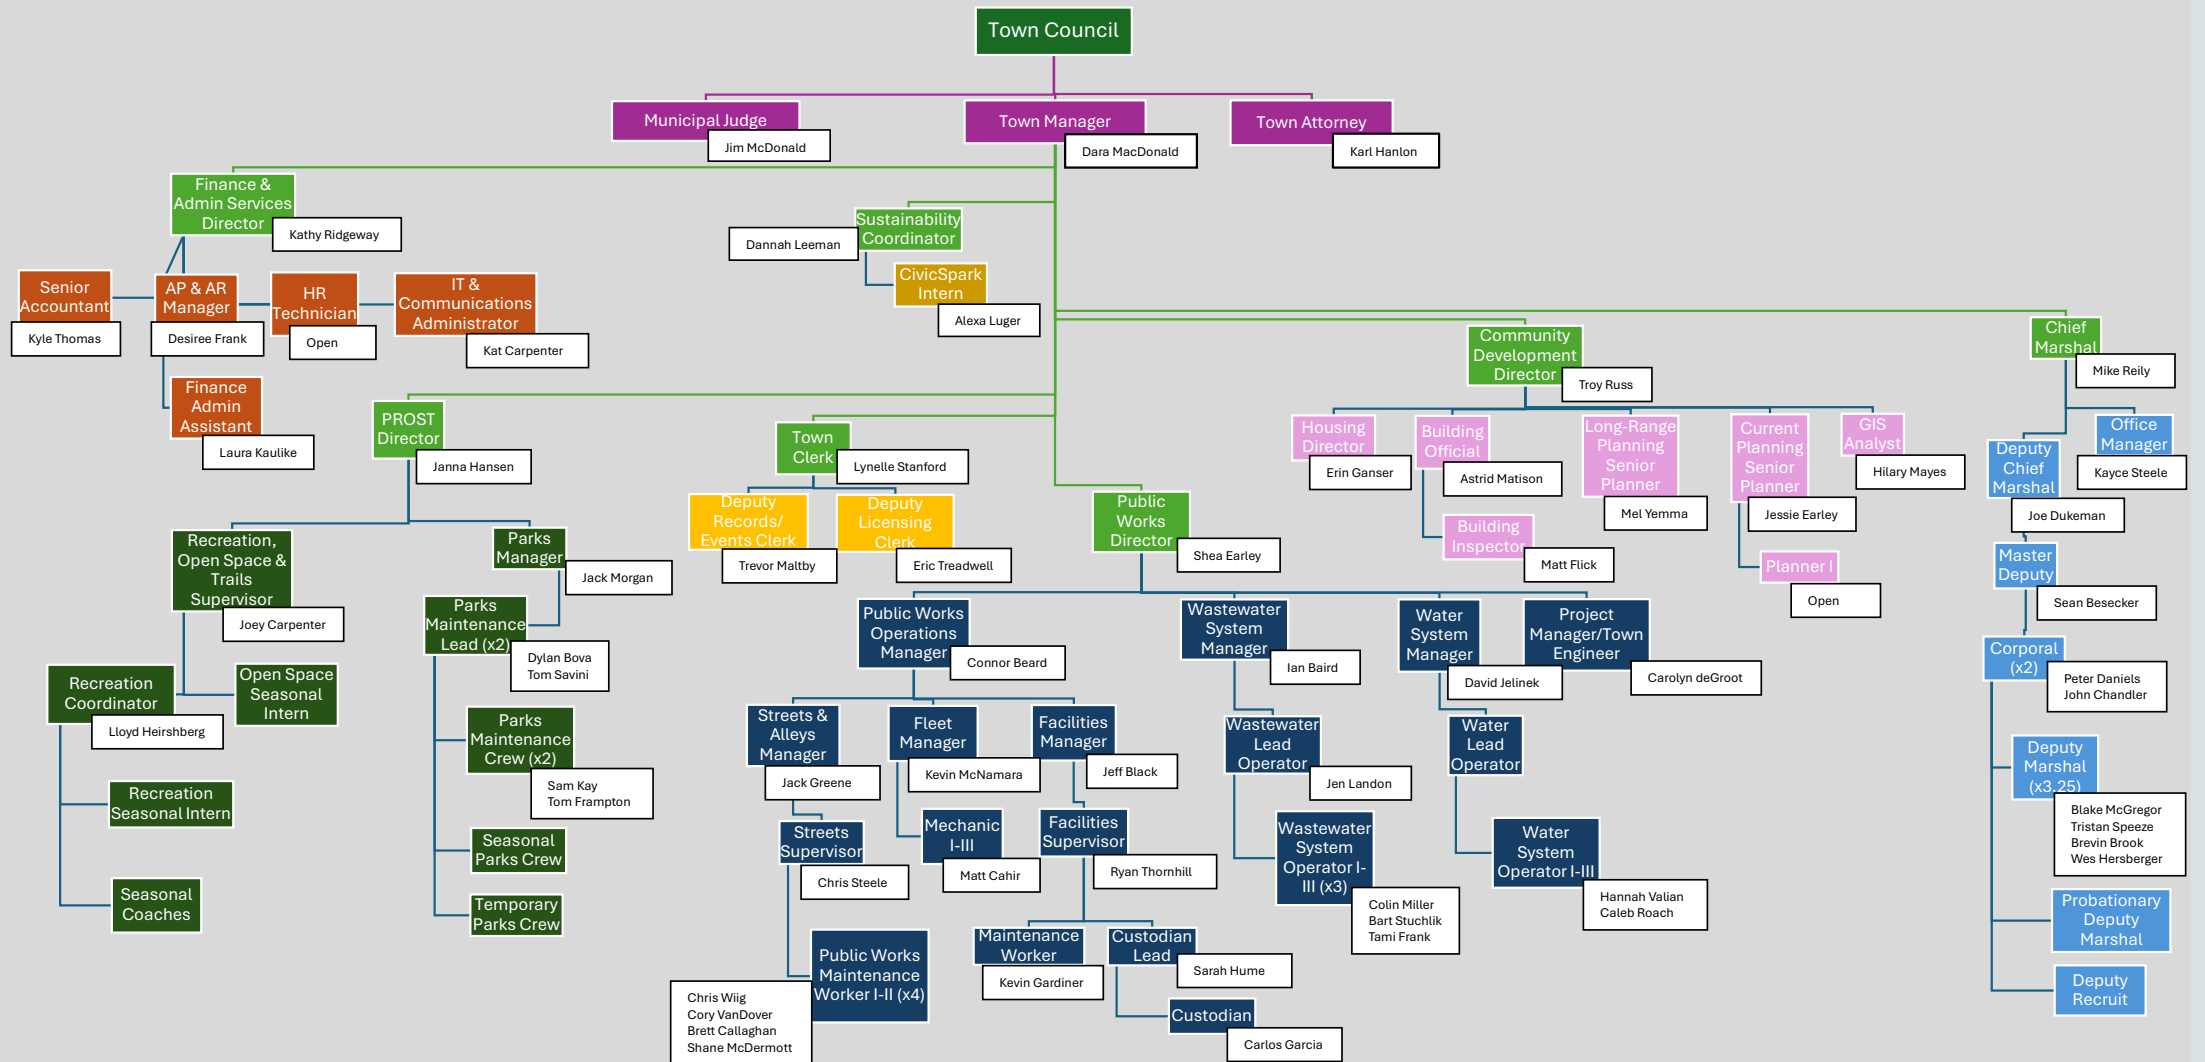 Town Council
Municipal Judge
Jim McDonald
Town Manager
Dara MacDonald
Town Attorney
Karl Hanlon
Finance &
Admin Services
Director
Kathy Ridgeway
Senior
Accountant
Kyle Thomas
AP & AR
Manager
Desiree Frank
HR
Technician
Open
IT &
Communications
Administrator
Kat Carpenter
Finance
Admin
Assistant
Laura Kaulike
Sustainability
Coordinator
Dannah Leeman
CivicSpark
Intern
Alexa Luger
PROST
Director
Janna Hansen
Recreation,
Open Space &
Trails
Supervisor
Joey Carpenter
Recreation
Coordinator
Lloyd Heirshberg
Open Space
Seasonal
Intern
Recreation
Seasonal Intern
Seasonal
Coaches
Parks
Manager
Jack Morgan
Parks
Maintenance
Lead (x2)
Dylan Bova
Tom Savini
Parks
Maintenance
Crew (x2)
Sam Kay
Tom Frampton
Seasonal
Parks Crew
Temporary
Parks Crew
Town
Clerk
Lynelle Stanford
Deputy
Records/
Events Clerk
Trevor Maltby
Deputy
Licensing
Clerk
Eric Treadwell
Public
Works
Director
Shea Earley
Public Works
Operations
Manager
Connor Beard
Streets &
Alleys
Manager
Jack Greene
Streets
Supervisor
Chris Steele
Public Works
Maintenance
Worker I-II (x4)
Chris Wiig
Cory VanDover
Brett Callaghan
Shane McDermott
Fleet
Manager
Kevin McNamara
Mechanic
I-III
Matt Cahir
Facilities
Manager
Jeff Black
Facilities
Supervisor
Ryan Thornhill
Maintenance
Worker
Kevin Gardiner
Custodian
Lead
Sarah Hume
Custodian
Carlos Garcia
Wastewater
System
Manager
Ian Baird
Wastewater
Lead
Operator
Jen Landon
Wastewater
System
Operator I-
III (x3)
Colin Miller
Bart Stuchlik
Tami Frank
Water
System
Manager
David Jelinek
Water
Lead
Operator
Water
System
Operator I-III
Hannah Valian
Caleb Roach
Project
Manager/Town
Engineer
Carolyn deGroot
Community
Development
Director
Troy Russ
Housing
Director
Erin Ganser
Building
Official
Astrid Matison
Building
Inspector
Matt Flick
Long-Range
Planning
Senior
Planner
Mel Yemma
Current
Planning
Senior
Planner
Jessie Earley
Planner I
Open
GIS
Analyst
Hilary Mayes
Chief
Marshal
Mike Reily
Office
Manager
Kayce Steele
Deputy
Chief
Marshal
Joe Dukeman
Master
Deputy
Sean Besecker
Corporal
(x2)
Peter Daniels
John Chandler
Deputy
Marshal
(x3.25)
Blake McGregor
Tristan Speeze
Brevin Brook
Wes Hersberger
Probationary
Deputy
Marshal
Deputy
Recruit